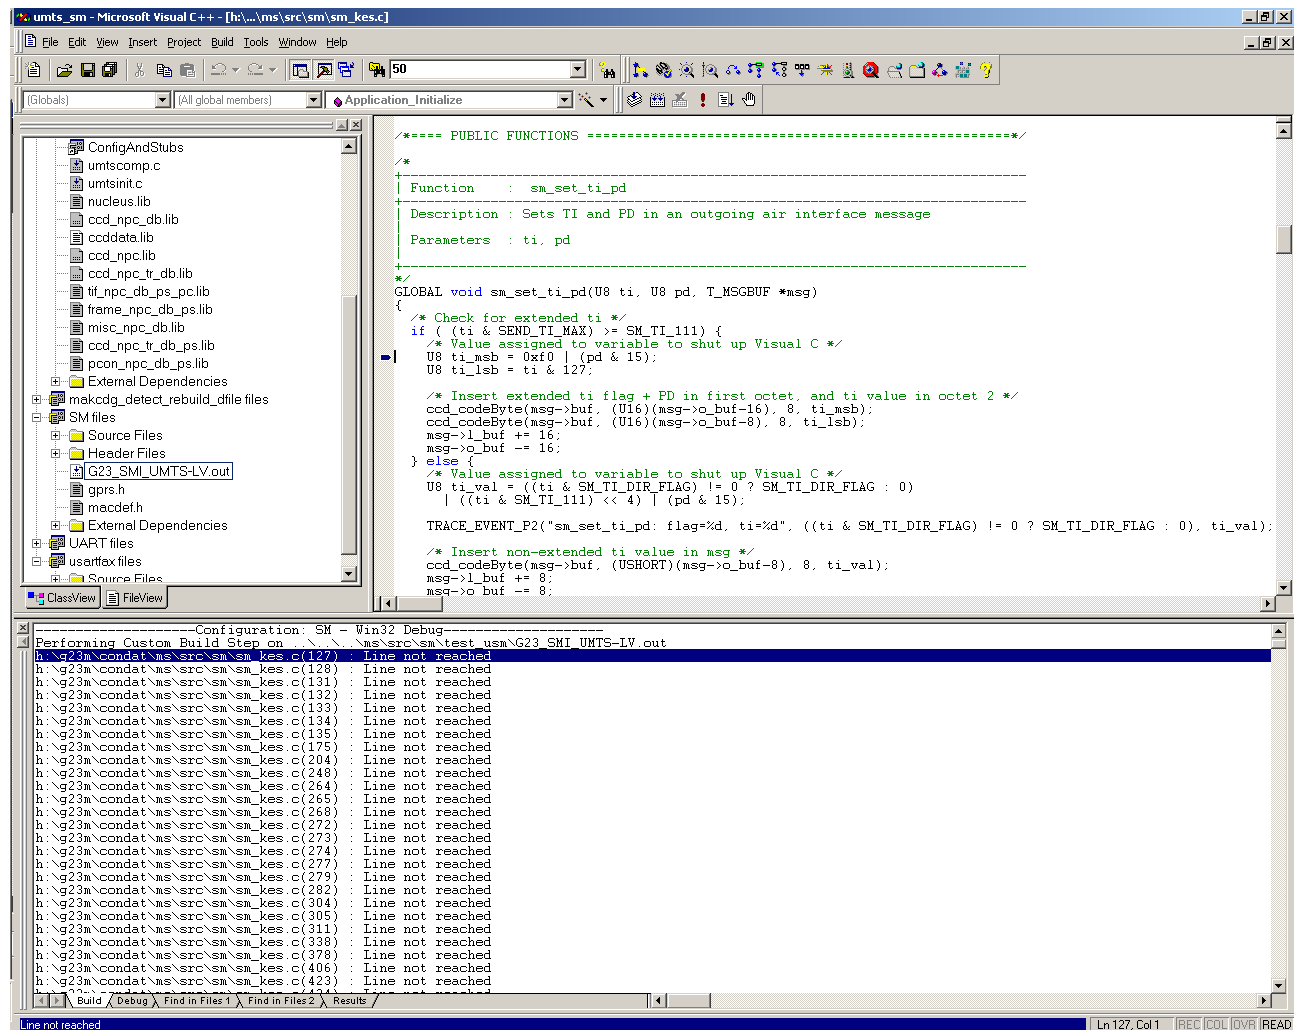 umts_sm - Microsoft Visual C++ - [h:\...\ms\src\sm\sm_kes.c]
File Edit View Insert Project Build Tools Window Help
50
(Globals) (All global members) Application_Initialize
ConfigAndStubs
umtscomp.c
umtsinit.c
nucleus.lib
ccd_npc_db.lib
ccddata.lib
ccd_npc.lib
ccd_npc_tr_db.lib
tif_npc_db_ps_pc.lib
frame_npc_db_ps.lib
misc_npc_db.lib
ccd_npc_tr_db_ps.lib
pcon_npc_db_ps.lib
External Dependencies
makcdg_detect_rebuild_dfile files
SM files
Source Files
Header Files
G23_SMI_UMTS-LV.out
gprs.h
macdef.h
External Dependencies
UART files
usartfax files
Source Files
ClassView FileView
/*==== PUBLIC FUNCTIONS ====================================================*/
/*
+------------------------------------------------------------------------------
| Function    :  sm_set_ti_pd
+------------------------------------------------------------------------------
| Description : Sets TI and PD in an outgoing air interface message
|
| Parameters  : ti, pd
|
+------------------------------------------------------------------------------
*/
GLOBAL void sm_set_ti_pd(U8 ti, U8 pd, T_MSGBUF *msg)
{
/* Check for extended ti */
if ( (ti & SEND_TI_MAX) >= SM_TI_111) {
/* Value assigned to variable to shut up Visual C */
U8 ti_msb = 0xf0 | (pd & 15);
U8 ti_lsb = ti & 127;
/* Insert extended ti flag + PD in first octet, and ti value in octet 2 */
ccd_codeByte(msg->buf, (U16)(msg->o_buf-16), 8, ti_msb);
ccd_codeByte(msg->buf, (U16)(msg->o_buf-8), 8, ti_lsb);
msg->l_buf += 16;
msg->o_buf -= 16;
} else {
/* Value assigned to variable to shut up Visual C */
U8 ti_val = ((ti & SM_TI_DIR_FLAG) != 0 ? SM_TI_DIR_FLAG : 0)
| ((ti & SM_TI_111) << 4) | (pd & 15);
TRACE_EVENT_P2("sm_set_ti_pd: flag=%d, ti=%d", ((ti & SM_TI_DIR_FLAG) != 0 ? SM_TI_DIR_FLAG : 0), ti_val);
/* Insert non-extended ti value in msg */
ccd_codeByte(msg->buf, (USHORT)(msg->o_buf-8), 8, ti_val);
msg->l_buf += 8;
msg->o_buf -= 8;
--------------------Configuration: SM - Win32 Debug--------------------
Performing Custom Build Step on ..\..\..\ms\src\sm\test_usm\G23_SMI_UMTS-LV.out
h:\g23m\condat\ms\src\sm\sm_kes.c(127) : Line not reached
h:\g23m\condat\ms\src\sm\sm_kes.c(128) : Line not reached
h:\g23m\condat\ms\src\sm\sm_kes.c(131) : Line not reached
h:\g23m\condat\ms\src\sm\sm_kes.c(132) : Line not reached
h:\g23m\condat\ms\src\sm\sm_kes.c(133) : Line not reached
h:\g23m\condat\ms\src\sm\sm_kes.c(134) : Line not reached
h:\g23m\condat\ms\src\sm\sm_kes.c(135) : Line not reached
h:\g23m\condat\ms\src\sm\sm_kes.c(175) : Line not reached
h:\g23m\condat\ms\src\sm\sm_kes.c(204) : Line not reached
h:\g23m\condat\ms\src\sm\sm_kes.c(248) : Line not reached
h:\g23m\condat\ms\src\sm\sm_kes.c(264) : Line not reached
h:\g23m\condat\ms\src\sm\sm_kes.c(265) : Line not reached
h:\g23m\condat\ms\src\sm\sm_kes.c(268) : Line not reached
h:\g23m\condat\ms\src\sm\sm_kes.c(272) : Line not reached
h:\g23m\condat\ms\src\sm\sm_kes.c(273) : Line not reached
h:\g23m\condat\ms\src\sm\sm_kes.c(274) : Line not reached
h:\g23m\condat\ms\src\sm\sm_kes.c(277) : Line not reached
h:\g23m\condat\ms\src\sm\sm_kes.c(279) : Line not reached
h:\g23m\condat\ms\src\sm\sm_kes.c(282) : Line not reached
h:\g23m\condat\ms\src\sm\sm_kes.c(304) : Line not reached
h:\g23m\condat\ms\src\sm\sm_kes.c(305) : Line not reached
h:\g23m\condat\ms\src\sm\sm_kes.c(311) : Line not reached
h:\g23m\condat\ms\src\sm\sm_kes.c(338) : Line not reached
h:\g23m\condat\ms\src\sm\sm_kes.c(378) : Line not reached
h:\g23m\condat\ms\src\sm\sm_kes.c(406) : Line not reached
h:\g23m\condat\ms\src\sm\sm_kes.c(423) : Line not reached
Build Debug Find in Files 1 Find in Files 2 Results
Line not reached Ln 127, Col 1 REC COL OVR READ